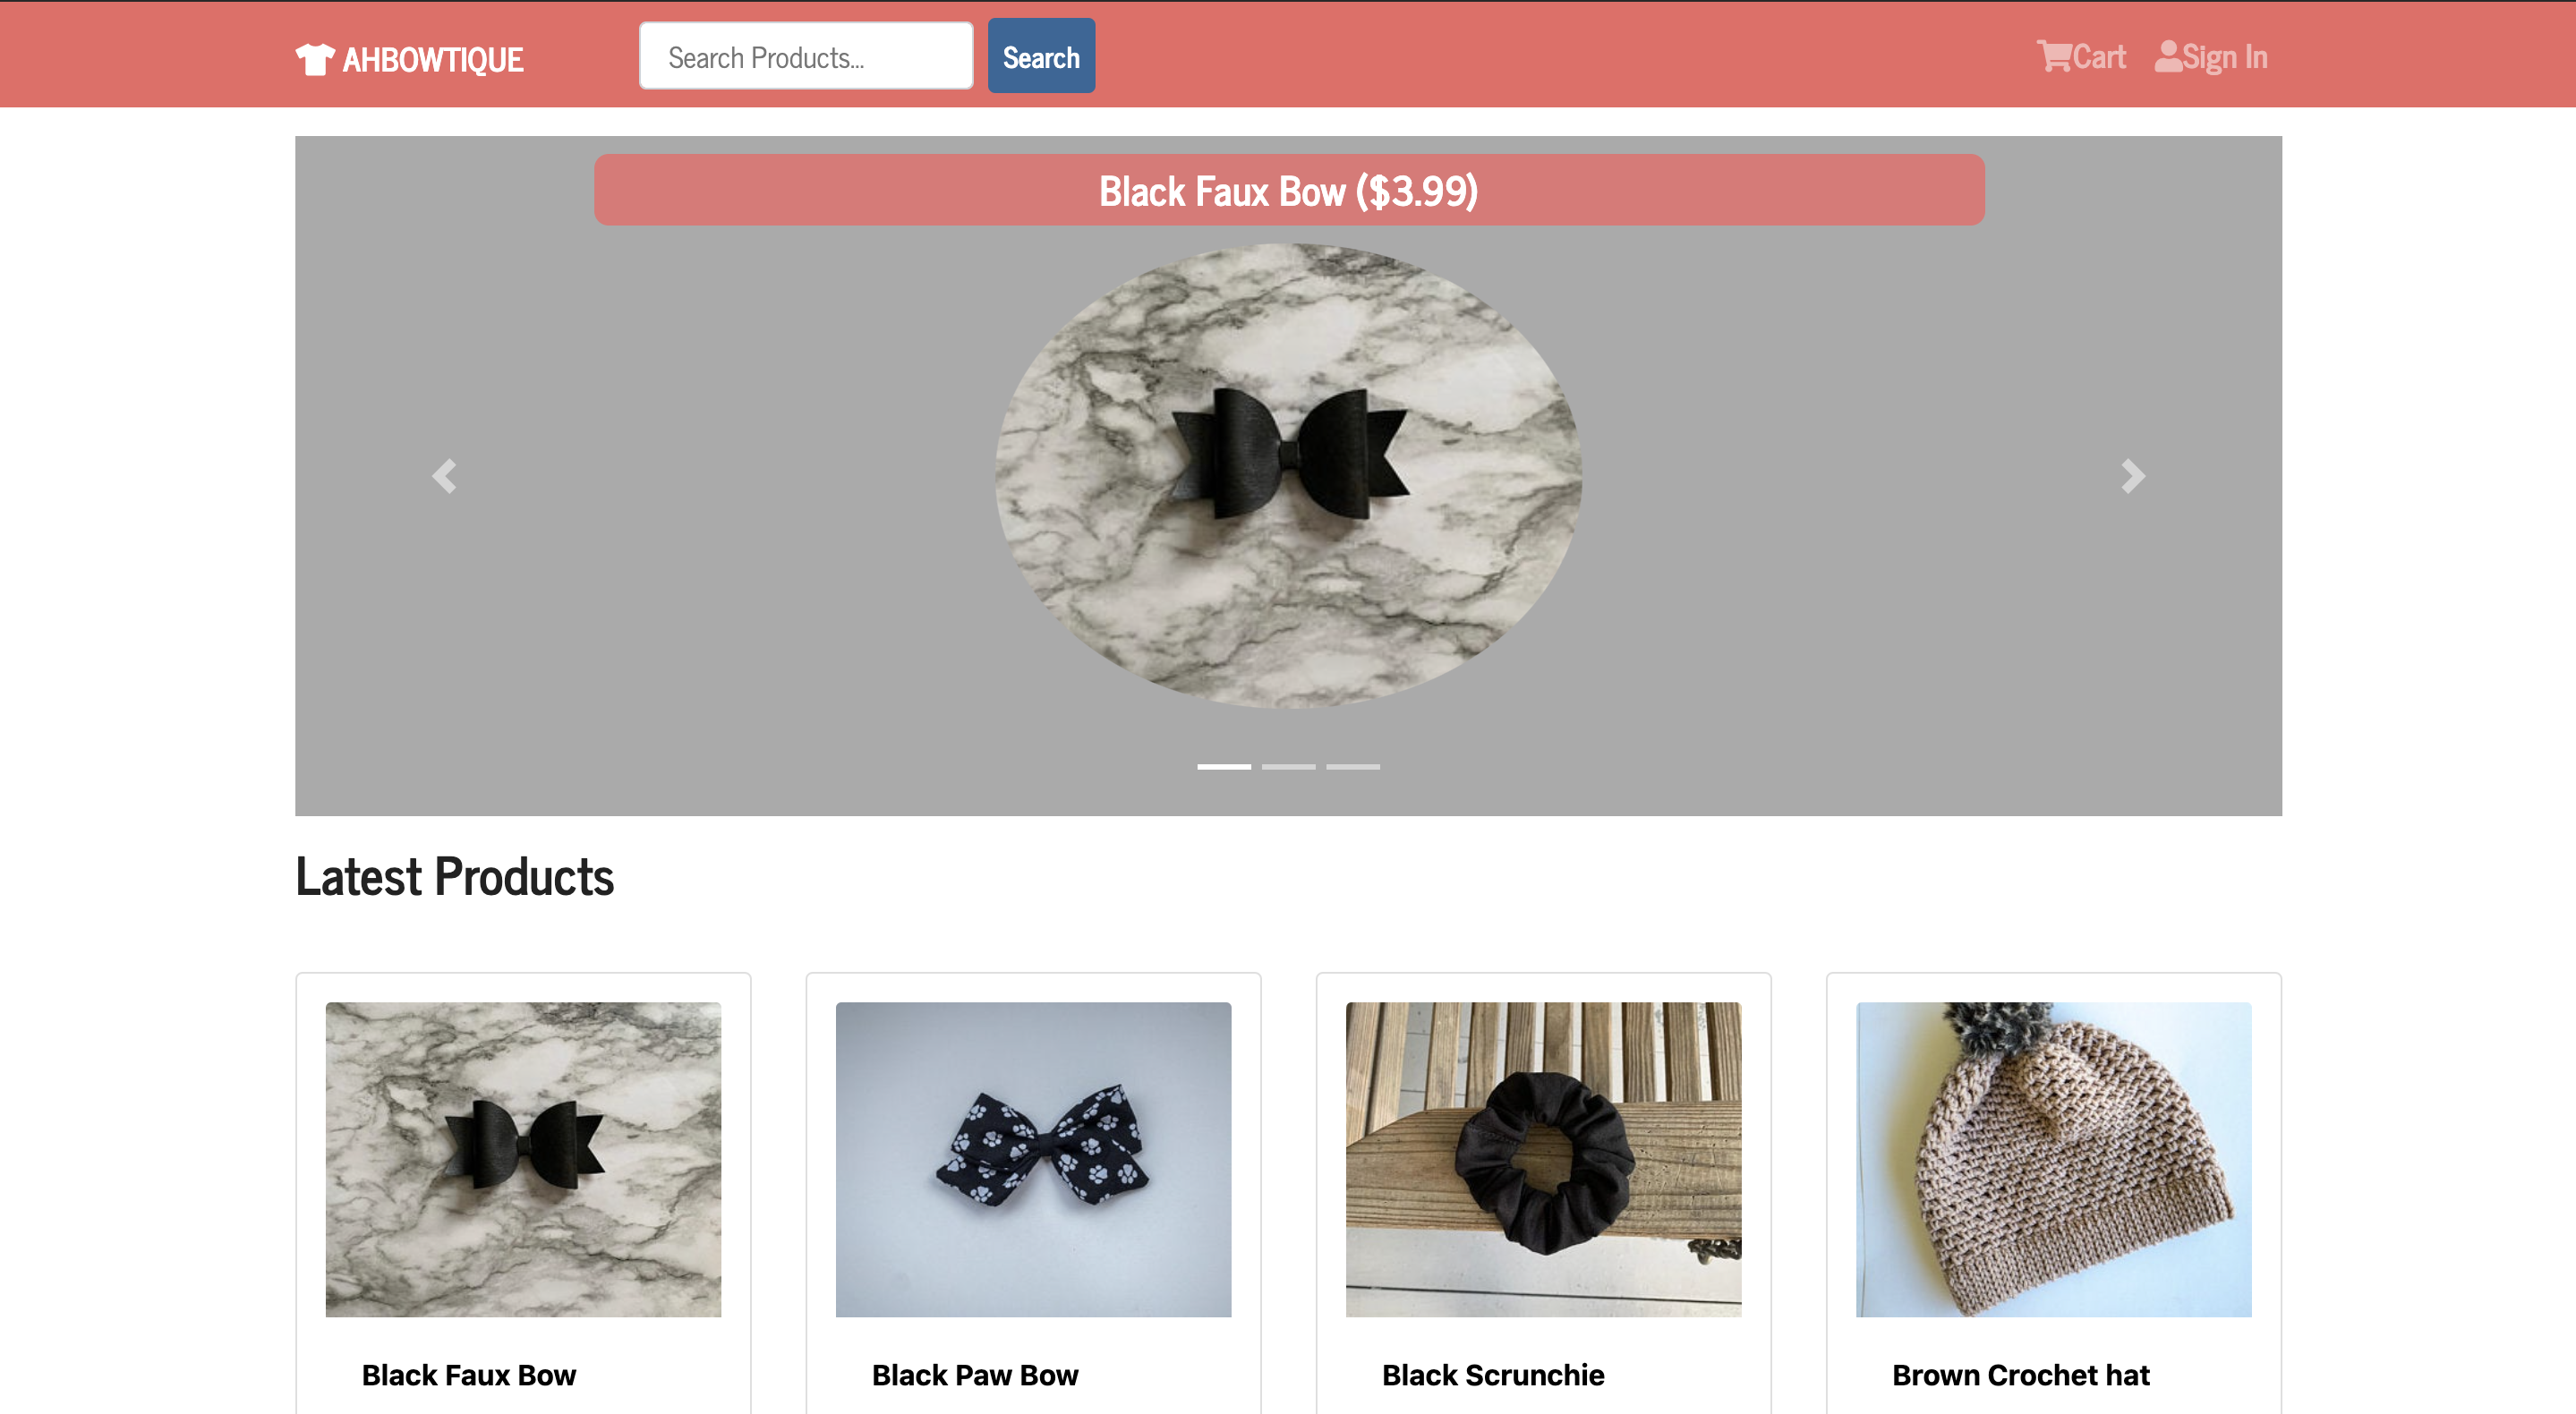 AHBOWTIQUE
Search Products...
Search
Cart
Sign In
Black Faux Bow ($3.99)
Latest Products
Black Faux Bow
Black Paw Bow
Black Scrunchie
Brown Crochet hat